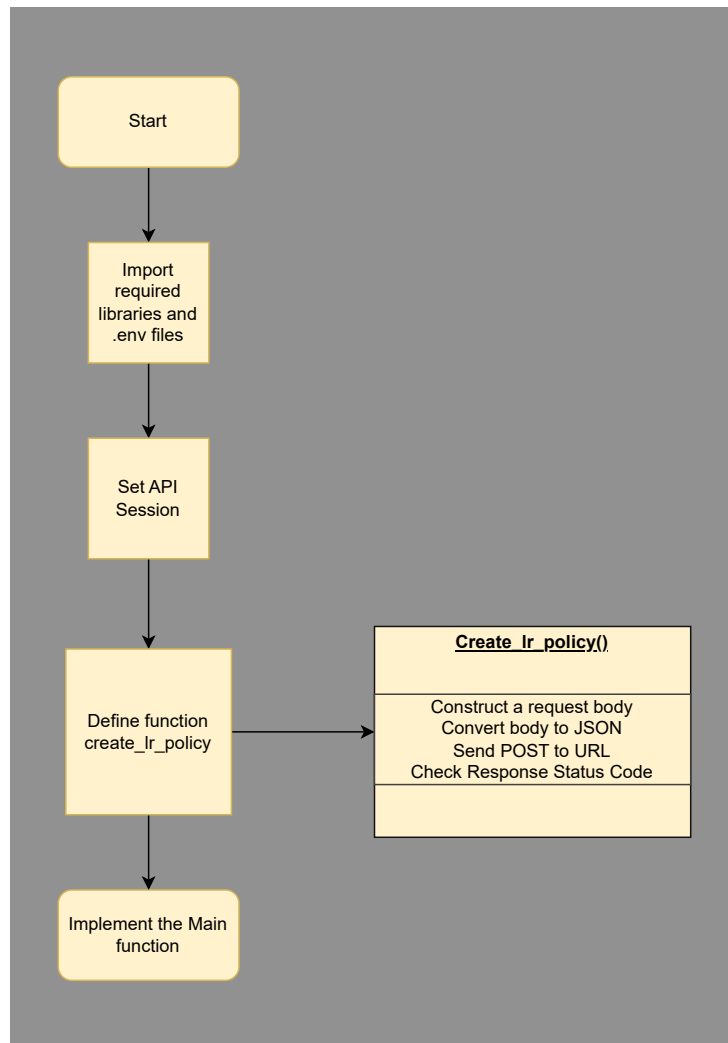 Start
Import
required
libraries and
.env files
Set API
Session
Define function
create_lr_policy
Create_lr_policy()
Construct a request body
Convert body to JSON
Send POST to URL
Check Response Status Code
Implement the Main
function